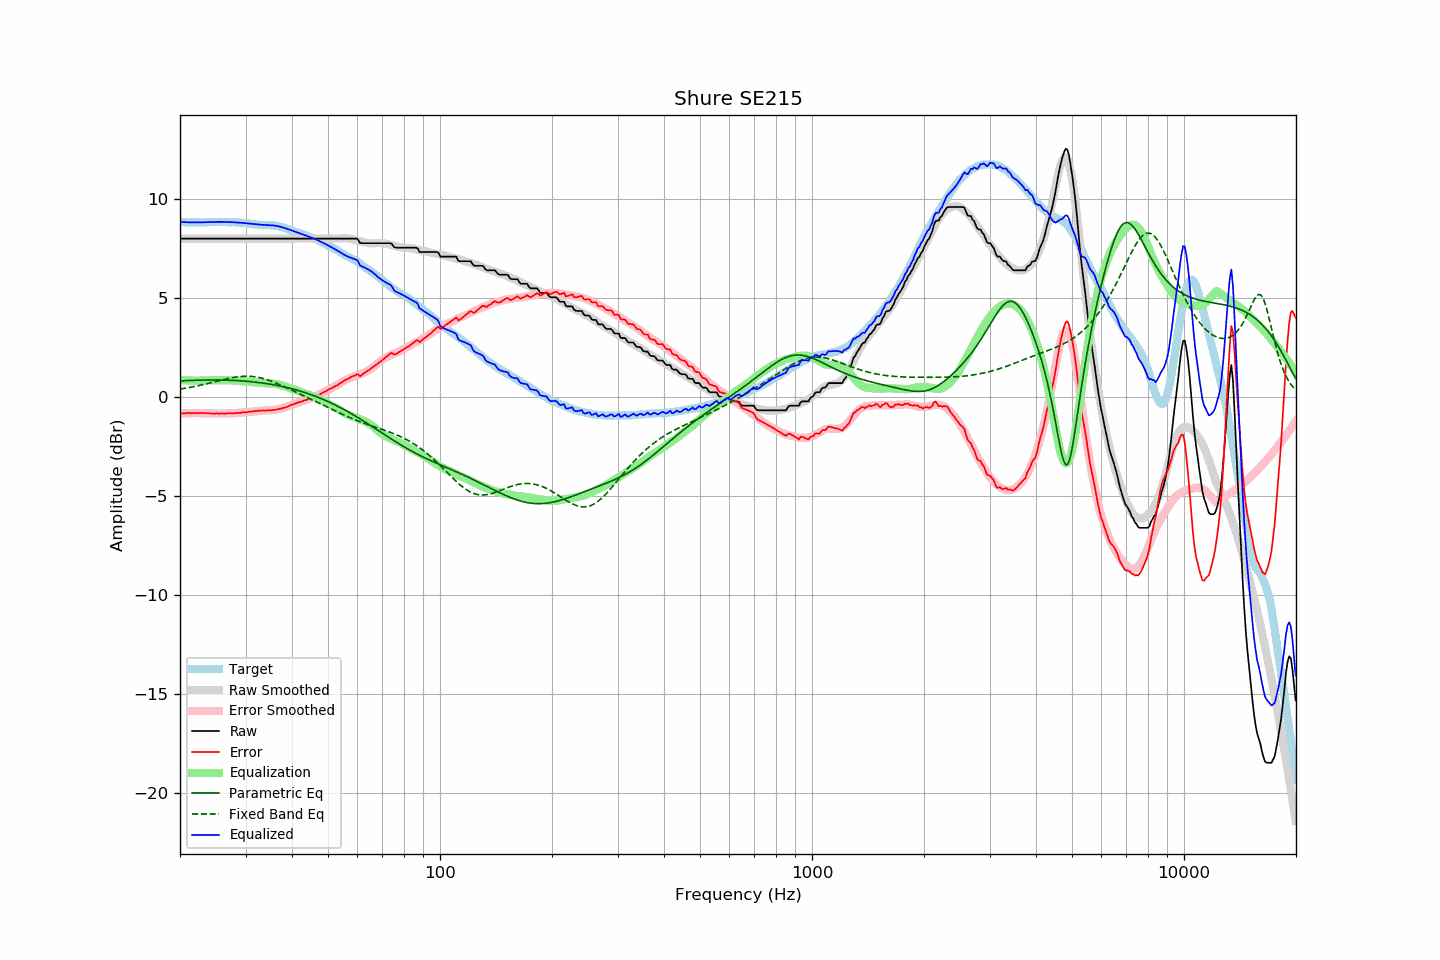 Shure SE215
Amplitude (dBr)
10
5
0
−5
−10
−15
−20
Target
Raw Smoothed
Error Smoothed
Raw
Error
Equalization
Parametric Eq
Fixed Band Eq
Equalized
100
1000
10000
Frequency (Hz)